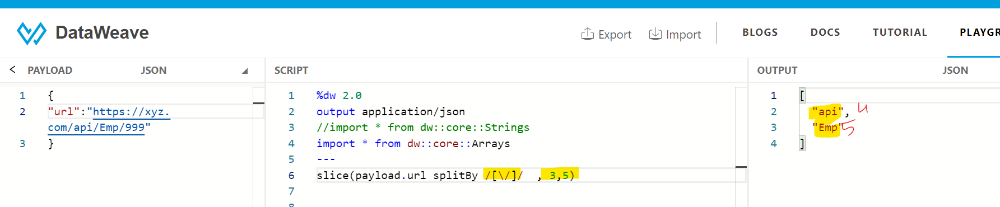 DataWeave
Export Import BLOGS DOCS TUTORIAL PLAYGR
< PAYLOAD JSON
1 {
2 "url":"https://xyz.
com/api/Emp/999"
3 }
SCRIPT
1 %dw 2.0
2 output application/json
3 //import * from dw::core::Strings
4 import * from dw::core::Arrays
5 ---
6 slice(payload.url splitBy /[\/]/ , 3,5)
7
8
OUTPUT JSON
1 [
2 "api", 4
3 "Emp" 5
4 ]